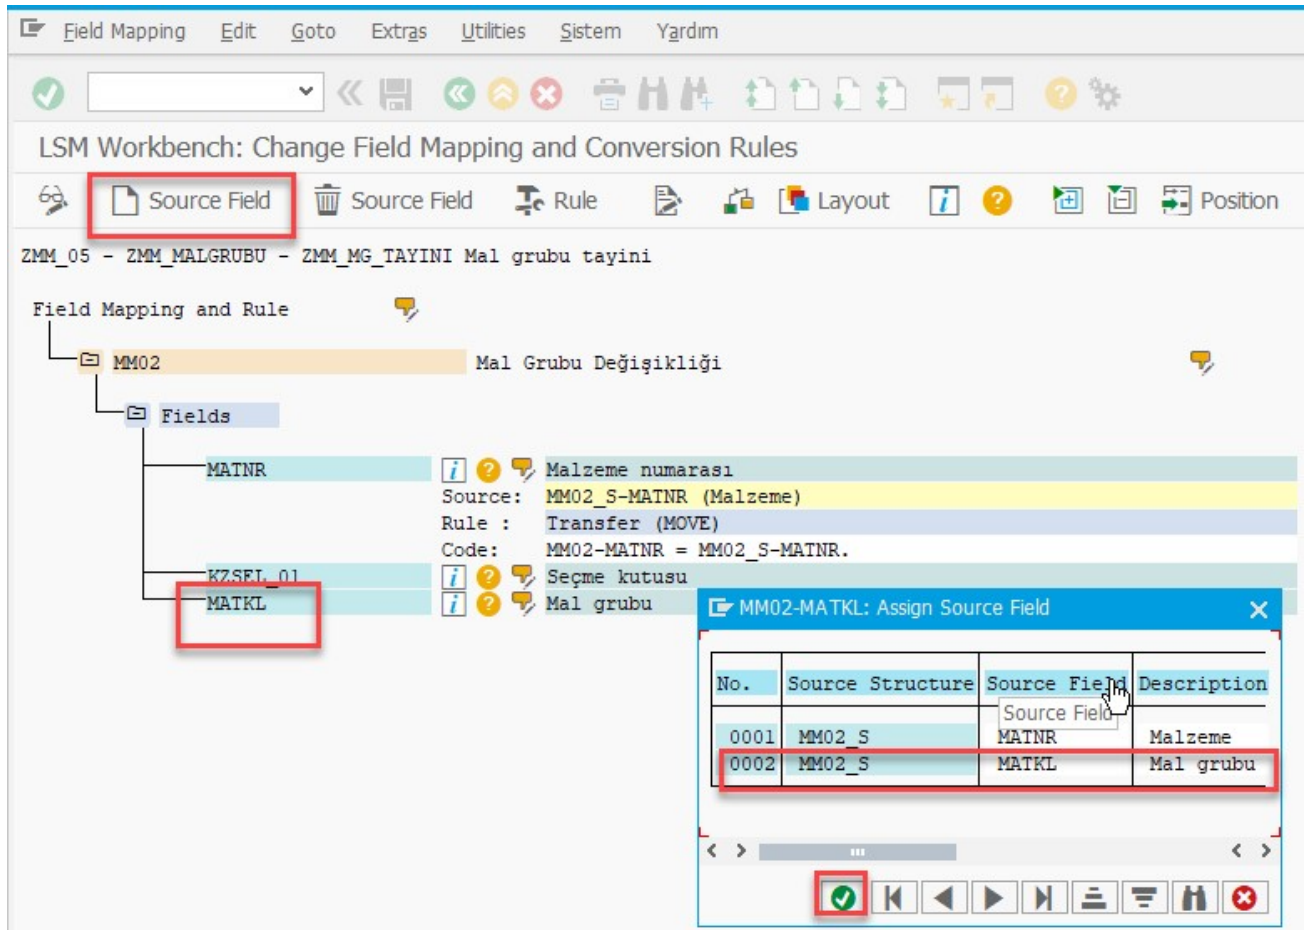 Field Mapping Edit Goto Extras Utilities Sistem Yardım
LSM Workbench: Change Field Mapping and Conversion Rules
Source Field Source Field Rule Layout Position
ZMM_05 - ZMM_MALGRUBU - ZMM_MG_TAYINI Mal grubu tayini
Field Mapping and Rule
MM02 Mal Grubu Değişikliği
Fields
MATNR Malzeme numarası
Source: MM02_S-MATNR (Malzeme)
Rule : Transfer (MOVE)
Code: MM02-MATNR = MM02_S-MATNR.
KZSEL_01 Seçme kutusu
MATKL Mal grubu
MM02-MATKL: Assign Source Field
No. Source Structure Source Field Description
Source Field
0001 MM02_S MATNR Malzeme
0002 MM02_S MATKL Mal grubu